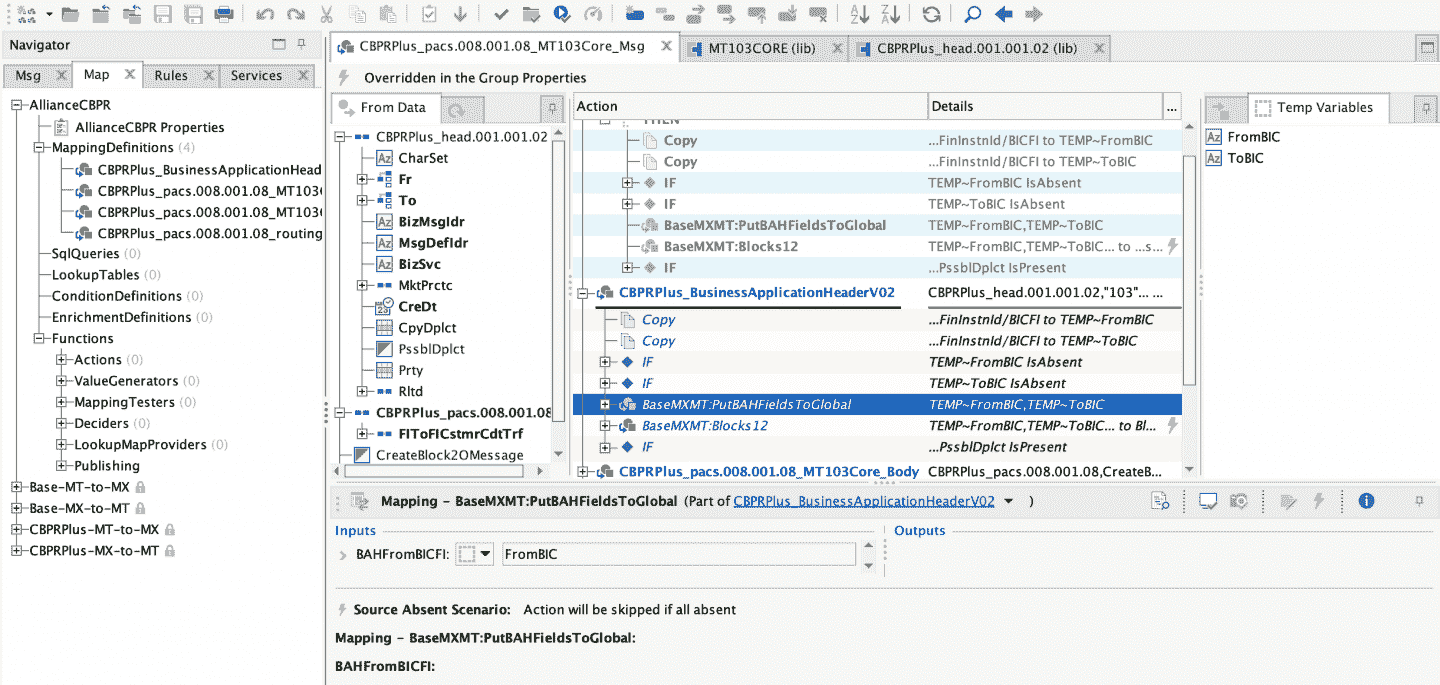 Navigator
Msg
Map
Rules
Services
AllianceCBPR
AllianceCBPR Properties
MappingDefinitions (4)
CBPRPlus_BusinessApplicationHead
CBPRPlus_pacs.008.001.08_MT103
CBPRPlus_pacs.008.001.08_MT103
CBPRPlus_pacs.008.001.08_routing
SqlQueries (0)
LookupTables (0)
ConditionDefinitions (0)
EnrichmentDefinitions (0)
Functions
Actions (0)
ValueGenerators (0)
MappingTesters (0)
Deciders (0)
LookupMapProviders (0)
Publishing
Base-MT-to-MX
Base-MX-to-MT
CBPRPlus-MT-to-MX
CBPRPlus-MX-to-MT
CBPRPlus_pacs.008.001.08_MT103Core_Msg
MT103CORE (lib)
CBPRPlus_head.001.001.02 (lib)
Overridden in the Group Properties
From Data
CBPRPlus_head.001.001.02
CharSet
Fr
To
BizMsgIdr
MsgDefIdr
BizSvc
MktPrctc
CreDt
CpyDplct
PssblDplct
Prty
Rltd
CBPRPlus_pacs.008.001.08
FIToFICstmrCdtTrf
CreateBlock2OMessage
Action Details ...
THEN
Copy ...FinInstnId/BICFI to TEMP~FromBIC
Copy ...FinInstnId/BICFI to TEMP~ToBIC
IF TEMP~FromBIC IsAbsent
IF TEMP~ToBIC IsAbsent
BaseMXMT:PutBAHFieldsToGlobal TEMP~FromBIC,TEMP~ToBIC
BaseMXMT:Blocks12 TEMP~FromBIC,TEMP~ToBIC... to ...s...
IF ...PssblDplct IsPresent
CBPRPlus_BusinessApplicationHeaderV02 CBPRPlus_head.001.001.02,"103"... ...
Copy ...FinInstnId/BICFI to TEMP~FromBIC
Copy ...FinInstnId/BICFI to TEMP~ToBIC
IF TEMP~FromBIC IsAbsent
IF TEMP~ToBIC IsAbsent
BaseMXMT:PutBAHFieldsToGlobal TEMP~FromBIC,TEMP~ToBIC
BaseMXMT:Blocks12 TEMP~FromBIC,TEMP~ToBIC... to Bl...
IF ...PssblDplct IsPresent
CBPRPlus_pacs.008.001.08_MT103Core_Body CBPRPlus_pacs.008.001.08,CreateB...
Temp Variables
FromBIC
ToBIC
Mapping - BaseMXMT:PutBAHFieldsToGlobal (Part of CBPRPlus_BusinessApplicationHeaderV02 )
Inputs
Outputs
BAHFromBICFI: FromBIC
Source Absent Scenario: Action will be skipped if all absent
Mapping - BaseMXMT:PutBAHFieldsToGlobal:
BAHFromBICFI: